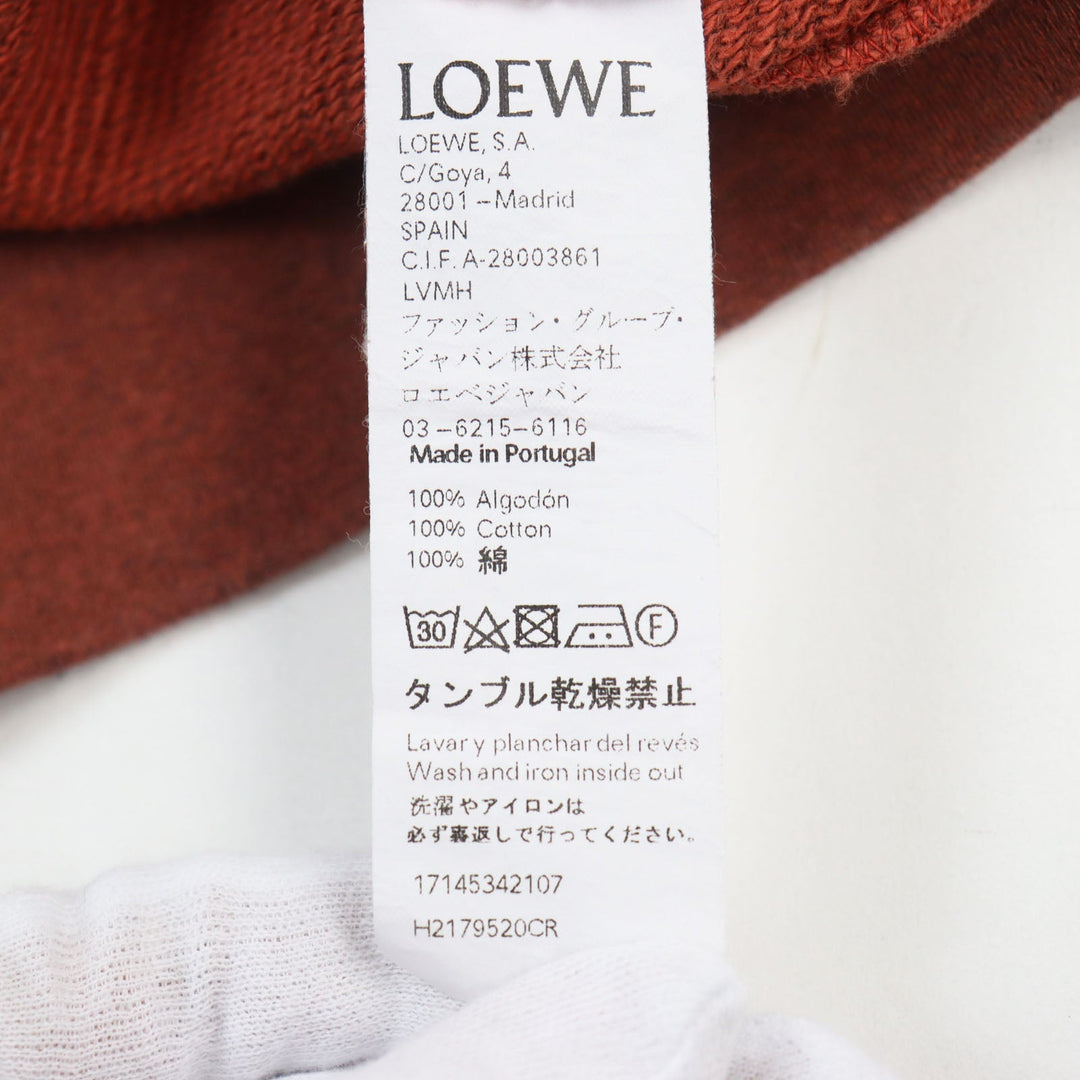 LOEWE
LOEWE, S.A.
C/Goya, 4
28001 – Madrid
SPAIN
C.I.F. A-28003861
LVMH
ファッション・グループ・
ジャパン株式会社
ロエベジャパン
03–6215–6116
Made in Portugal
100% Algodón
100% Cotton
100% 綿
30 F
タンブル乾燥禁止
Lavar y planchar del revés
Wash and iron inside out
洗濯やアイロンは
必ず裏返しで行ってください。
17145342107
H2179520CR